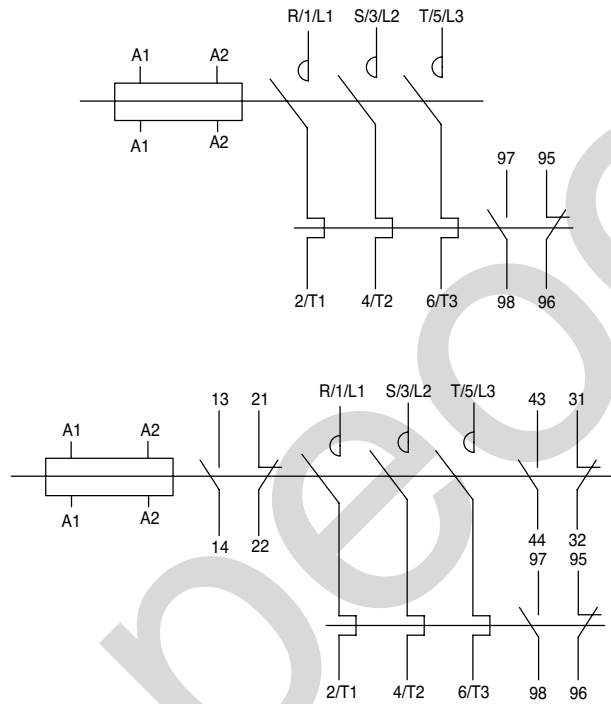 R/1/L1 S/3/L2 T/5/L3
A1 A2
A1 A2
97 95
2/T1 4/T2 6/T3 98 96
R/1/L1 S/3/L2 T/5/L3
13 21 43 31
A1 A2
A1 A2
14 22 44 32
97 95
2/T1 4/T2 6/T3 98 96